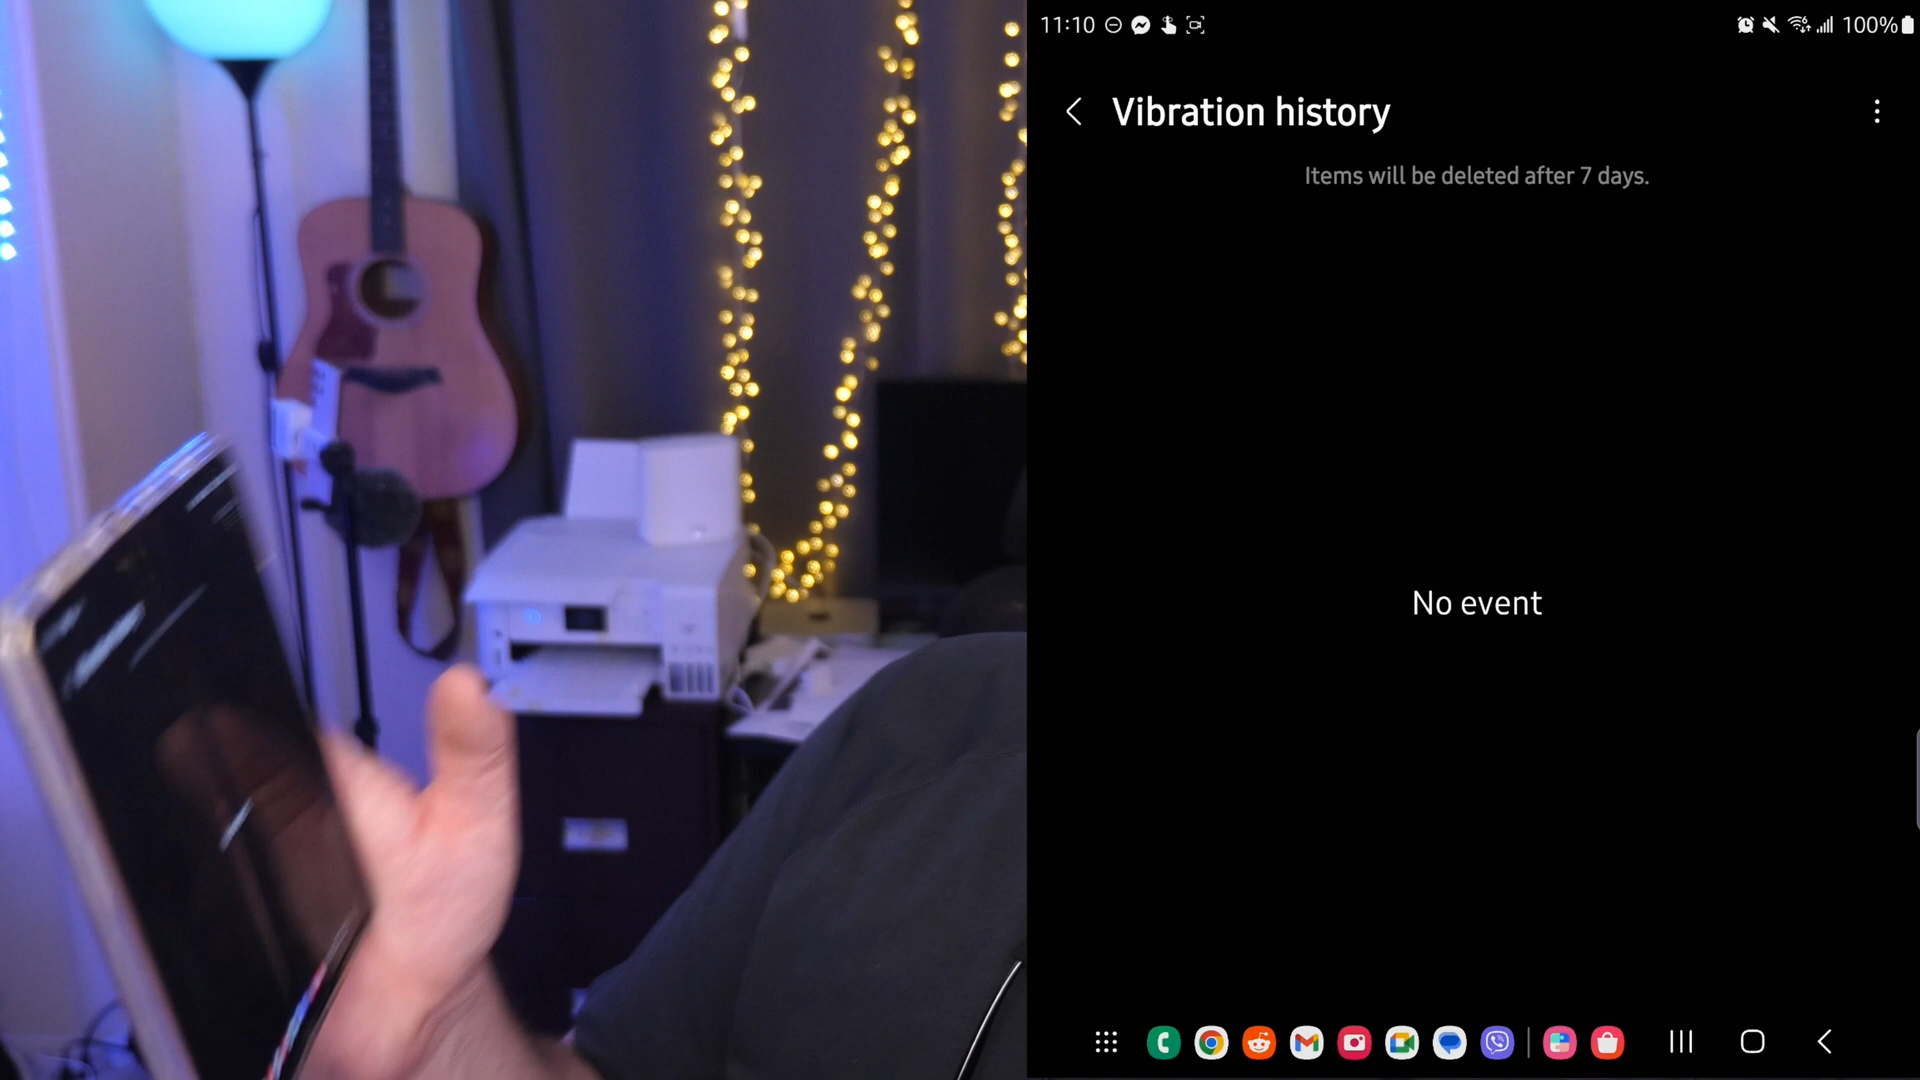 11:10
100%
Vibration history
Items will be deleted after 7 days.
No event